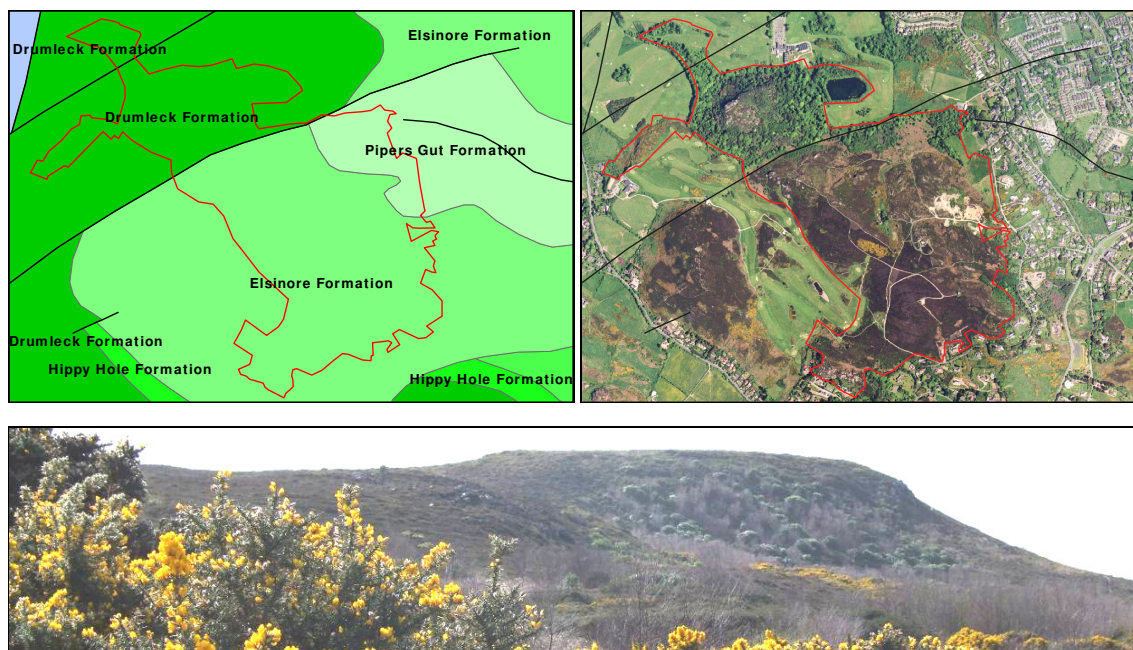 Elsinore Formation
Drumleck Formation
Drumleck Formation
Pipers Gut Formation
Elsinore Formation
Drumleck Formation
Hippy Hole Formation
Hippy Hole Formation